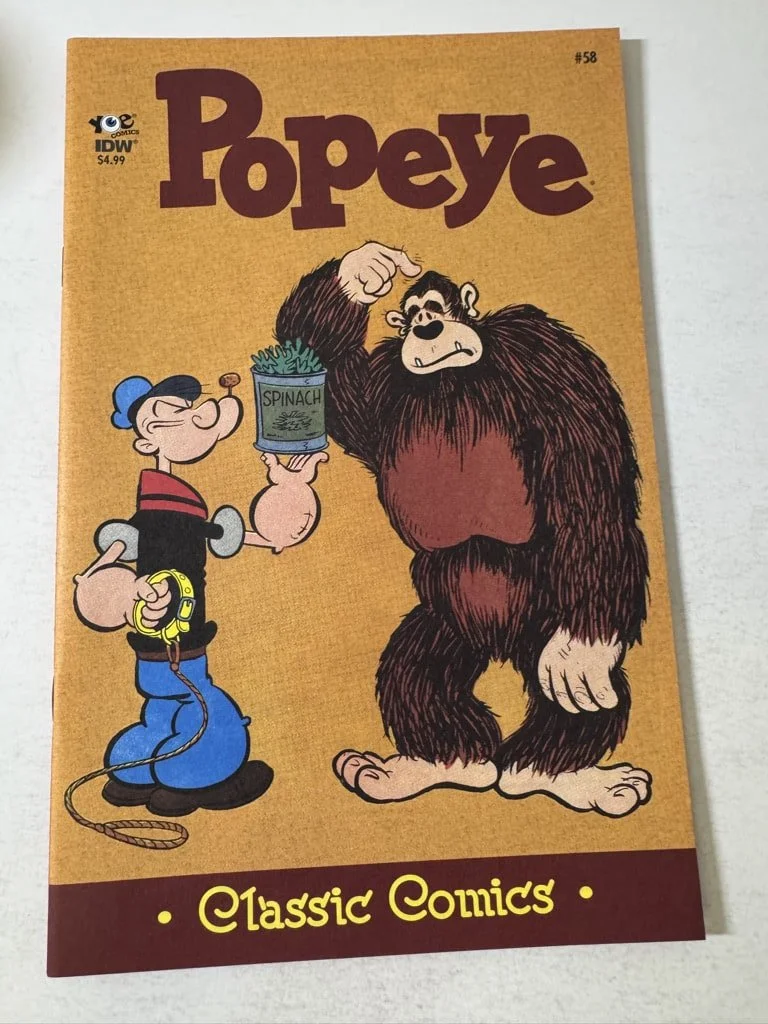 #58
Popeye
YOE
COMICS
IDW
$4.99
SPINACH
• Classic Comics •